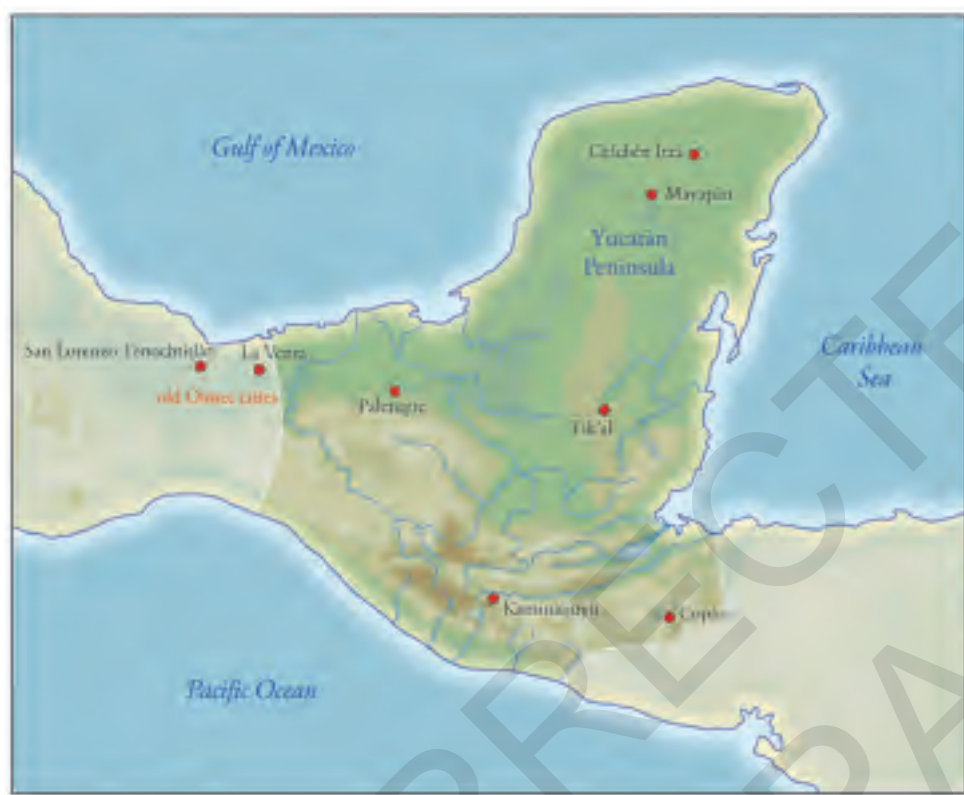 Gulf of Mexico
Chichén Itzá
Mayapán
Yucatán
Peninsula
Caribbean
Sea
San Lorenzo Tenochtitlán
La Venta
old Olmec cities
Palenque
Tik'al
Kaminaljuyú
Copán
Pacific Ocean